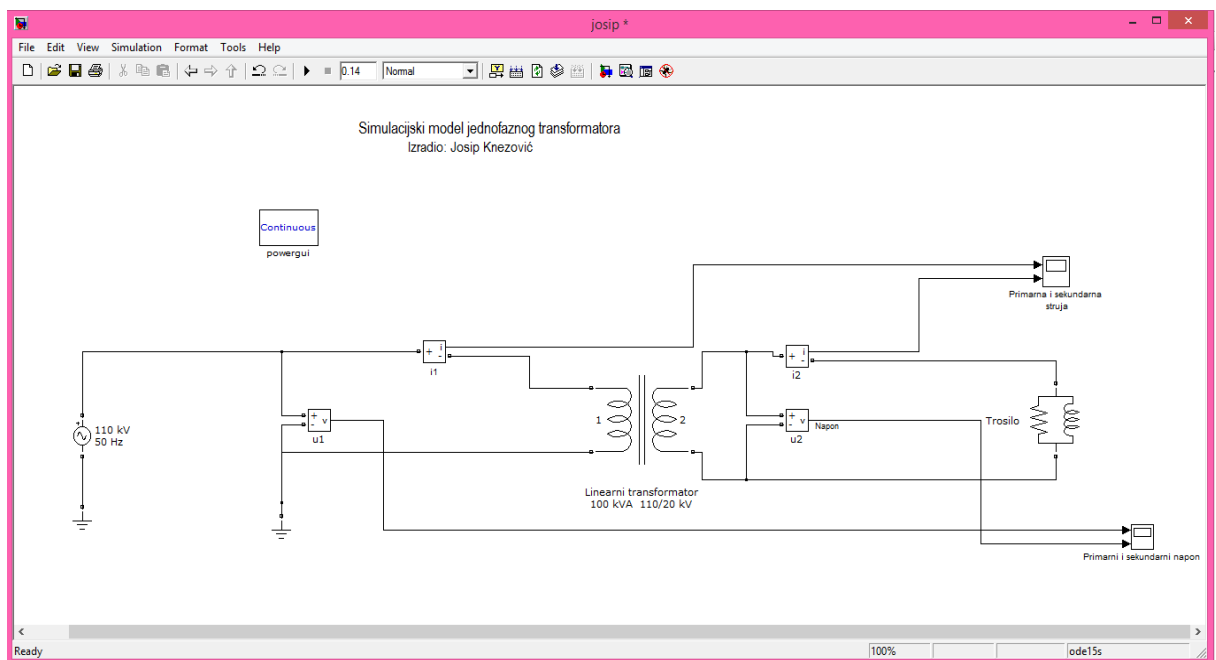 josip *
File Edit View Simulation Format Tools Help
0.14 Normal
Simulacijski model jednofaznog transformatora
Izradio: Josip Knezović
Continuous
powergui
Primarna i sekundarna
struja
+ i
-
i1
+ i
-
i2
110 kV
50 Hz
+
- v
u1
1
2
+
- v
Napon
u2
Trosilo
Linearni transformator
100 kVA 110/20 kV
Primarni i sekundarni napon
Ready
100%
ode15s